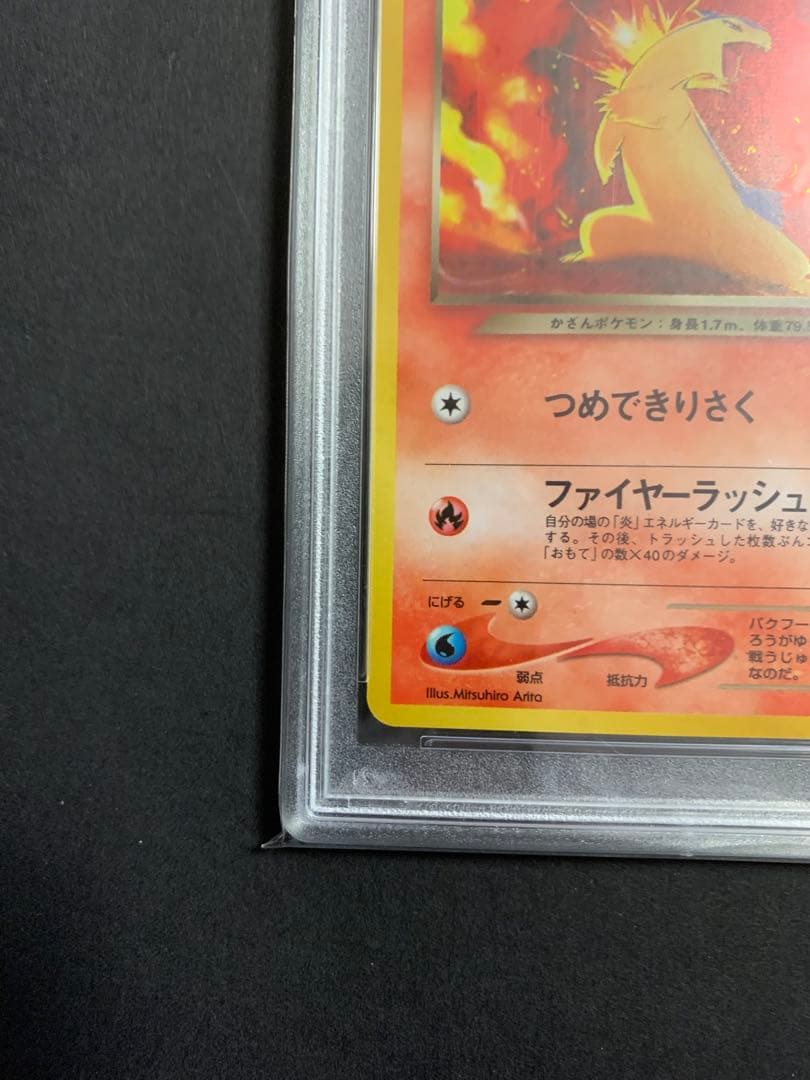 かざんポケモン：身長1.7m、体重79.5
つめできりさく
ファイヤーラッシュ
自分の場の「炎」エネルギーカードを、好きな
する。その後、トラッシュした枚数ぶん
「おもて」の数×40のダメージ。
にげる
バクフー
ろうがゆ
戦うじゅ
なのだ。
弱点
抵抗力
Illus.Mitsuhiro Arita